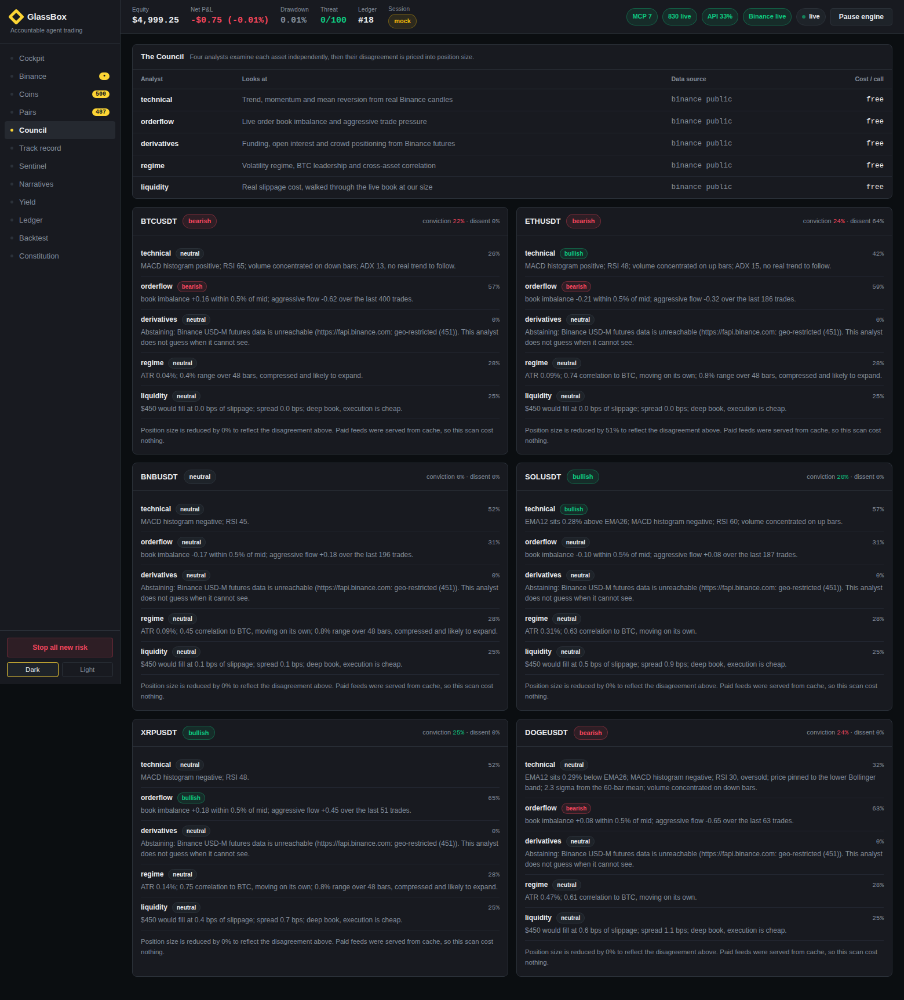 GlassBox
Accountable agent trading
Cockpit
Binance •
Coins 500
Pairs 487
Council
Track record
Sentinel
Narratives
Yield
Ledger
Backtest
Constitution
Stop all new risk
Dark Light
Equity Net P&L Drawdown Threat Ledger Session
$4,999.25 -$0.75 (-0.01%) 0.01% 0/100 #18 mock
MCP 7 830 live API 33% Binance live live Pause engine
The Council Four analysts examine each asset independently, then their disagreement is priced into position size.
Analyst Looks at Data source Cost / call
technical Trend, momentum and mean reversion from real Binance candles binance public free
orderflow Live order book imbalance and aggressive trade pressure binance public free
derivatives Funding, open interest and crowd positioning from Binance futures binance public free
regime Volatility regime, BTC leadership and cross-asset correlation binance public free
liquidity Real slippage cost, walked through the live book at our size binance public free
BTCUSDT bearish conviction 22% · dissent 0%
technical neutral 26%
MACD histogram positive; RSI 65; volume concentrated on down bars; ADX 13, no real trend to follow.
orderflow bearish 57%
book imbalance +0.16 within 0.5% of mid; aggressive flow -0.62 over the last 400 trades.
derivatives neutral 0%
Abstaining: Binance USD-M futures data is unreachable (https://fapi.binance.com: geo-restricted (451)). This analyst
does not guess when it cannot see.
regime neutral 28%
ATR 0.04%; 0.4% range over 48 bars, compressed and likely to expand.
liquidity neutral 25%
$450 would fill at 0.0 bps of slippage; spread 0.0 bps; deep book, execution is cheap.
Position size is reduced by 0% to reflect the disagreement above. Paid feeds were served from cache, so this scan cost
nothing.
ETHUSDT bearish conviction 24% · dissent 64%
technical bullish 42%
MACD histogram positive; RSI 48; volume concentrated on up bars; ADX 15, no real trend to follow.
orderflow bearish 59%
book imbalance -0.21 within 0.5% of mid; aggressive flow -0.32 over the last 186 trades.
derivatives neutral 0%
Abstaining: Binance USD-M futures data is unreachable (https://fapi.binance.com: geo-restricted (451)). This analyst
does not guess when it cannot see.
regime neutral 28%
ATR 0.09%; 0.74 correlation to BTC, moving on its own; 0.8% range over 48 bars, compressed and likely to expand.
liquidity neutral 25%
$450 would fill at 0.0 bps of slippage; spread 0.0 bps; deep book, execution is cheap.
Position size is reduced by 51% to reflect the disagreement above. Paid feeds were served from cache, so this scan cost
nothing.
BNBUSDT neutral conviction 0% · dissent 0%
technical neutral 52%
MACD histogram negative; RSI 45.
orderflow neutral 31%
book imbalance -0.17 within 0.5% of mid; aggressive flow +0.18 over the last 196 trades.
derivatives neutral 0%
Abstaining: Binance USD-M futures data is unreachable (https://fapi.binance.com: geo-restricted (451)). This analyst
does not guess when it cannot see.
regime neutral 28%
ATR 0.09%; 0.45 correlation to BTC, moving on its own; 0.8% range over 48 bars, compressed and likely to expand.
liquidity neutral 25%
$450 would fill at 0.1 bps of slippage; spread 0.1 bps; deep book, execution is cheap.
Position size is reduced by 0% to reflect the disagreement above. Paid feeds were served from cache, so this scan cost
nothing.
SOLUSDT bullish conviction 20% · dissent 0%
technical bullish 57%
EMA12 sits 0.28% above EMA26; MACD histogram negative; RSI 60; volume concentrated on up bars.
orderflow neutral 31%
book imbalance -0.10 within 0.5% of mid; aggressive flow +0.08 over the last 187 trades.
derivatives neutral 0%
Abstaining: Binance USD-M futures data is unreachable (https://fapi.binance.com: geo-restricted (451)). This analyst
does not guess when it cannot see.
regime neutral 28%
ATR 0.31%; 0.63 correlation to BTC, moving on its own.
liquidity neutral 25%
$450 would fill at 0.5 bps of slippage; spread 0.9 bps; deep book, execution is cheap.
Position size is reduced by 0% to reflect the disagreement above. Paid feeds were served from cache, so this scan cost
nothing.
XRPUSDT bullish conviction 25% · dissent 0%
technical neutral 52%
MACD histogram negative; RSI 48.
orderflow bullish 65%
book imbalance +0.18 within 0.5% of mid; aggressive flow +0.45 over the last 51 trades.
derivatives neutral 0%
Abstaining: Binance USD-M futures data is unreachable (https://fapi.binance.com: geo-restricted (451)). This analyst
does not guess when it cannot see.
regime neutral 28%
ATR 0.14%; 0.75 correlation to BTC, moving on its own; 0.8% range over 48 bars, compressed and likely to expand.
liquidity neutral 25%
$450 would fill at 0.4 bps of slippage; spread 0.7 bps; deep book, execution is cheap.
Position size is reduced by 0% to reflect the disagreement above. Paid feeds were served from cache, so this scan cost
nothing.
DOGEUSDT bearish conviction 24% · dissent 0%
technical neutral 32%
EMA12 sits 0.29% below EMA26; MACD histogram negative; RSI 30, oversold; price pinned to the lower Bollinger
band; 2.3 sigma from the 60-bar mean; volume concentrated on down bars.
orderflow bearish 63%
book imbalance +0.08 within 0.5% of mid; aggressive flow -0.65 over the last 63 trades.
derivatives neutral 0%
Abstaining: Binance USD-M futures data is unreachable (https://fapi.binance.com: geo-restricted (451)). This analyst
does not guess when it cannot see.
regime neutral 28%
ATR 0.47%; 0.61 correlation to BTC, moving on its own.
liquidity neutral 25%
$450 would fill at 0.6 bps of slippage; spread 1.1 bps; deep book, execution is cheap.
Position size is reduced by 0% to reflect the disagreement above. Paid feeds were served from cache, so this scan cost
nothing.